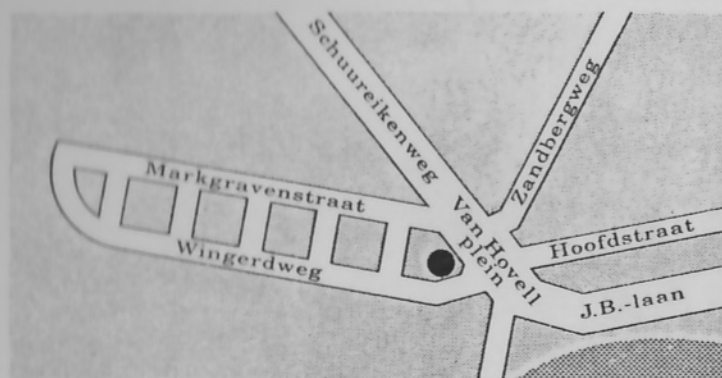 Schuureikenweg
Zandbergweg
Markgravenstraat
Van Hovell
plein
Hoofdstraat
Wingerdweg
J.B.-laan